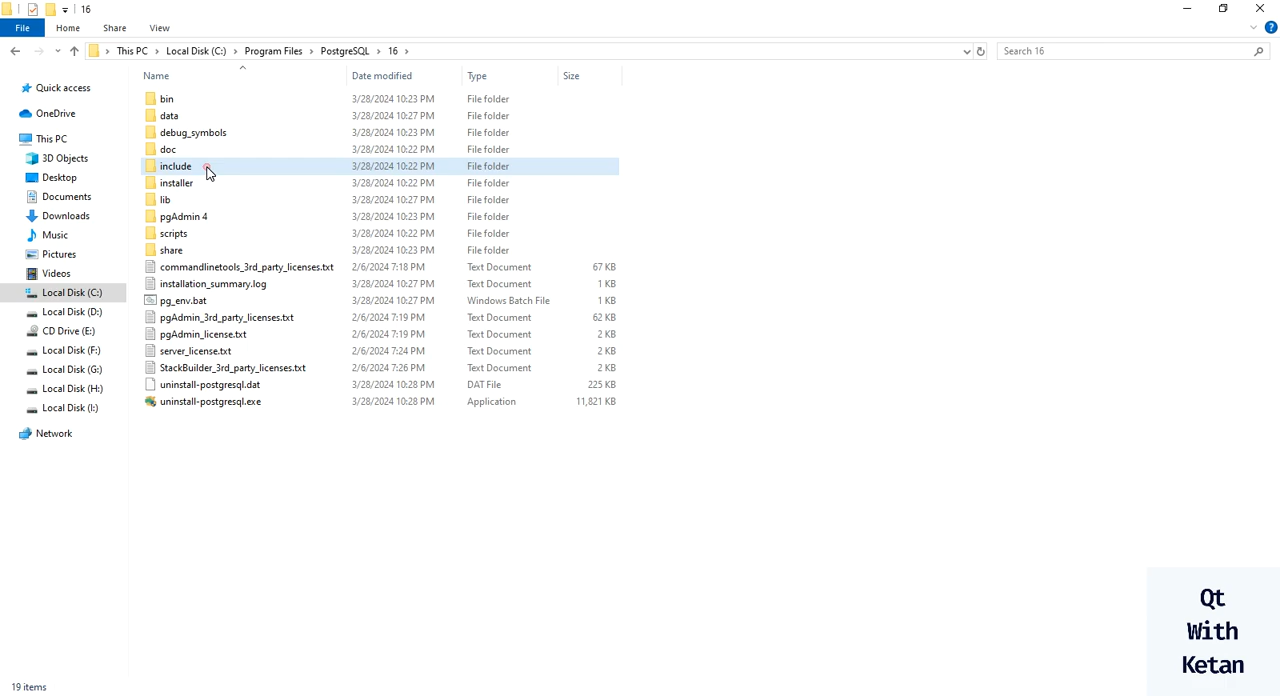 16
File Home Share View
This PC Local Disk (C:) Program Files PostgreSQL 16 Search 16
Name Date modified Type Size
Quick access
OneDrive
This PC
3D Objects
Desktop
Documents
Downloads
Music
Pictures
Videos
Local Disk (C:)
Local Disk (D:)
CD Drive (E:)
Local Disk (F:)
Local Disk (G:)
Local Disk (H:)
Local Disk (I:)
Network
bin 3/28/2024 10:23 PM File folder
data 3/28/2024 10:27 PM File folder
debug_symbols 3/28/2024 10:23 PM File folder
doc 3/28/2024 10:22 PM File folder
include 3/28/2024 10:22 PM File folder
installer 3/28/2024 10:22 PM File folder
lib 3/28/2024 10:27 PM File folder
pgAdmin 4 3/28/2024 10:23 PM File folder
scripts 3/28/2024 10:22 PM File folder
share 3/28/2024 10:23 PM File folder
commandlinetools_3rd_party_licenses.txt 2/6/2024 7:18 PM Text Document 67 KB
installation_summary.log 3/28/2024 10:27 PM Text Document 1 KB
pg_env.bat 3/28/2024 10:27 PM Windows Batch File 1 KB
pgAdmin_3rd_party_licenses.txt 2/6/2024 7:19 PM Text Document 62 KB
pgAdmin_license.txt 2/6/2024 7:19 PM Text Document 2 KB
server_license.txt 2/6/2024 7:24 PM Text Document 2 KB
StackBuilder_3rd_party_licenses.txt 2/6/2024 7:26 PM Text Document 2 KB
uninstall-postgresql.dat 3/28/2024 10:28 PM DAT File 225 KB
uninstall-postgresql.exe 3/28/2024 10:28 PM Application 11,821 KB
Qt
With
Ketan
19 items